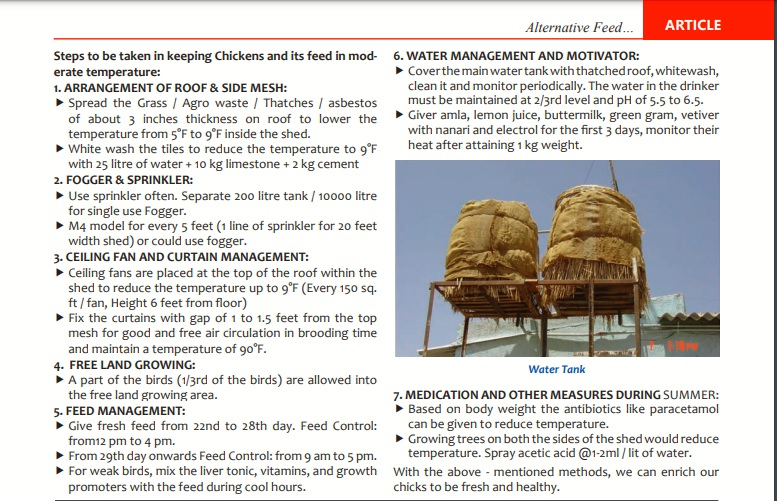 Alternative Feed...
ARTICLE
Steps to be taken in keeping Chickens and its feed in mod-
erate temperature:
1. ARRANGEMENT OF ROOF & SIDE MESH:
▶ Spread the Grass / Agro waste / Thatches / asbestos
of about 3 inches thickness on roof to lower the
temperature from 5°F to 9°F inside the shed.
▶ White wash the tiles to reduce the temperature to 9°F
with 25 litre of water + 10 kg limestone + 2 kg cement
2. FOGGER & SPRINKLER:
▶ Use sprinkler often. Separate 200 litre tank / 10000 litre
for single use Fogger.
▶ M4 model for every 5 feet (1 line of sprinkler for 20 feet
width shed) or could use fogger.
3. CEILING FAN AND CURTAIN MANAGEMENT:
▶ Ceiling fans are placed at the top of the roof within the
shed to reduce the temperature up to 9°F (Every 150 sq.
ft / fan, Height 6 feet from floor)
▶ Fix the curtains with gap of 1 to 1.5 feet from the top
mesh for good and free air circulation in brooding time
and maintain a temperature of 90°F.
4. FREE LAND GROWING:
▶ A part of the birds (1/3rd of the birds) are allowed into
the free land growing area.
5. FEED MANAGEMENT:
▶ Give fresh feed from 22nd to 28th day. Feed Control:
from12 pm to 4 pm.
▶ From 29th day onwards Feed Control: from 9 am to 5 pm.
▶ For weak birds, mix the liver tonic, vitamins, and growth
promoters with the feed during cool hours.
6. WATER MANAGEMENT AND MOTIVATOR:
▶ Cover the main water tank with thatched roof, whitewash,
clean it and monitor periodically. The water in the drinker
must be maintained at 2/3rd level and pH of 5.5 to 6.5.
▶ Giver amla, lemon juice, buttermilk, green gram, vetiver
with nanari and electrol for the first 3 days, monitor their
heat after attaining 1 kg weight.
Water Tank
7. MEDICATION AND OTHER MEASURES DURING SUMMER:
▶ Based on body weight the antibiotics like paracetamol
can be given to reduce temperature.
▶ Growing trees on both the sides of the shed would reduce
temperature. Spray acetic acid @1-2ml / lit of water.
With the above - mentioned methods, we can enrich our
chicks to be fresh and healthy.